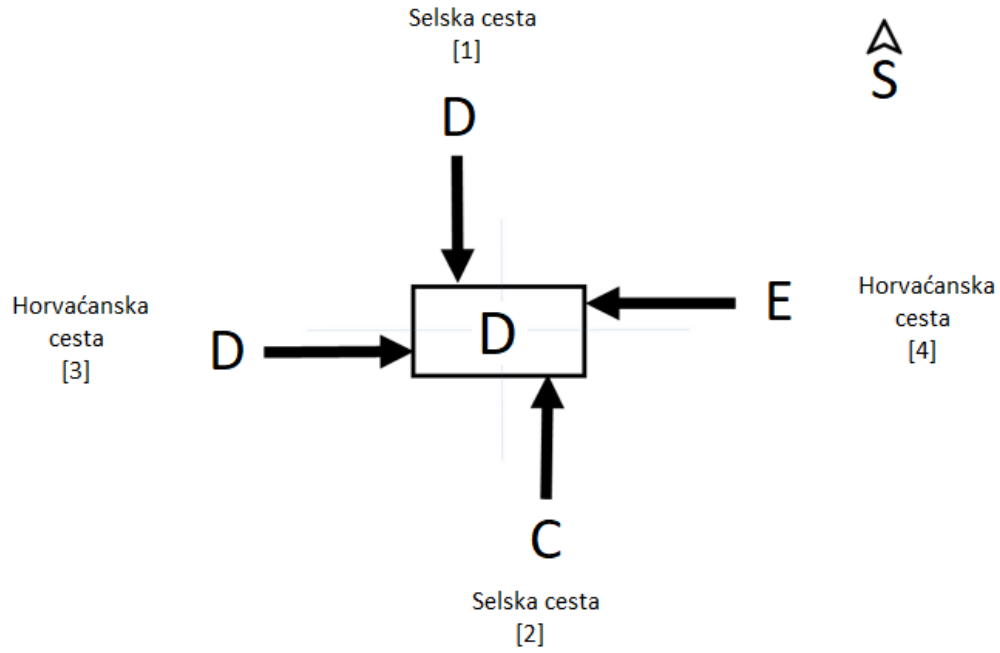 Selska cesta
[1]
S
D
Horvaćanska
cesta
[3]
D
D
E
Horvaćanska
cesta
[4]
C
Selska cesta
[2]